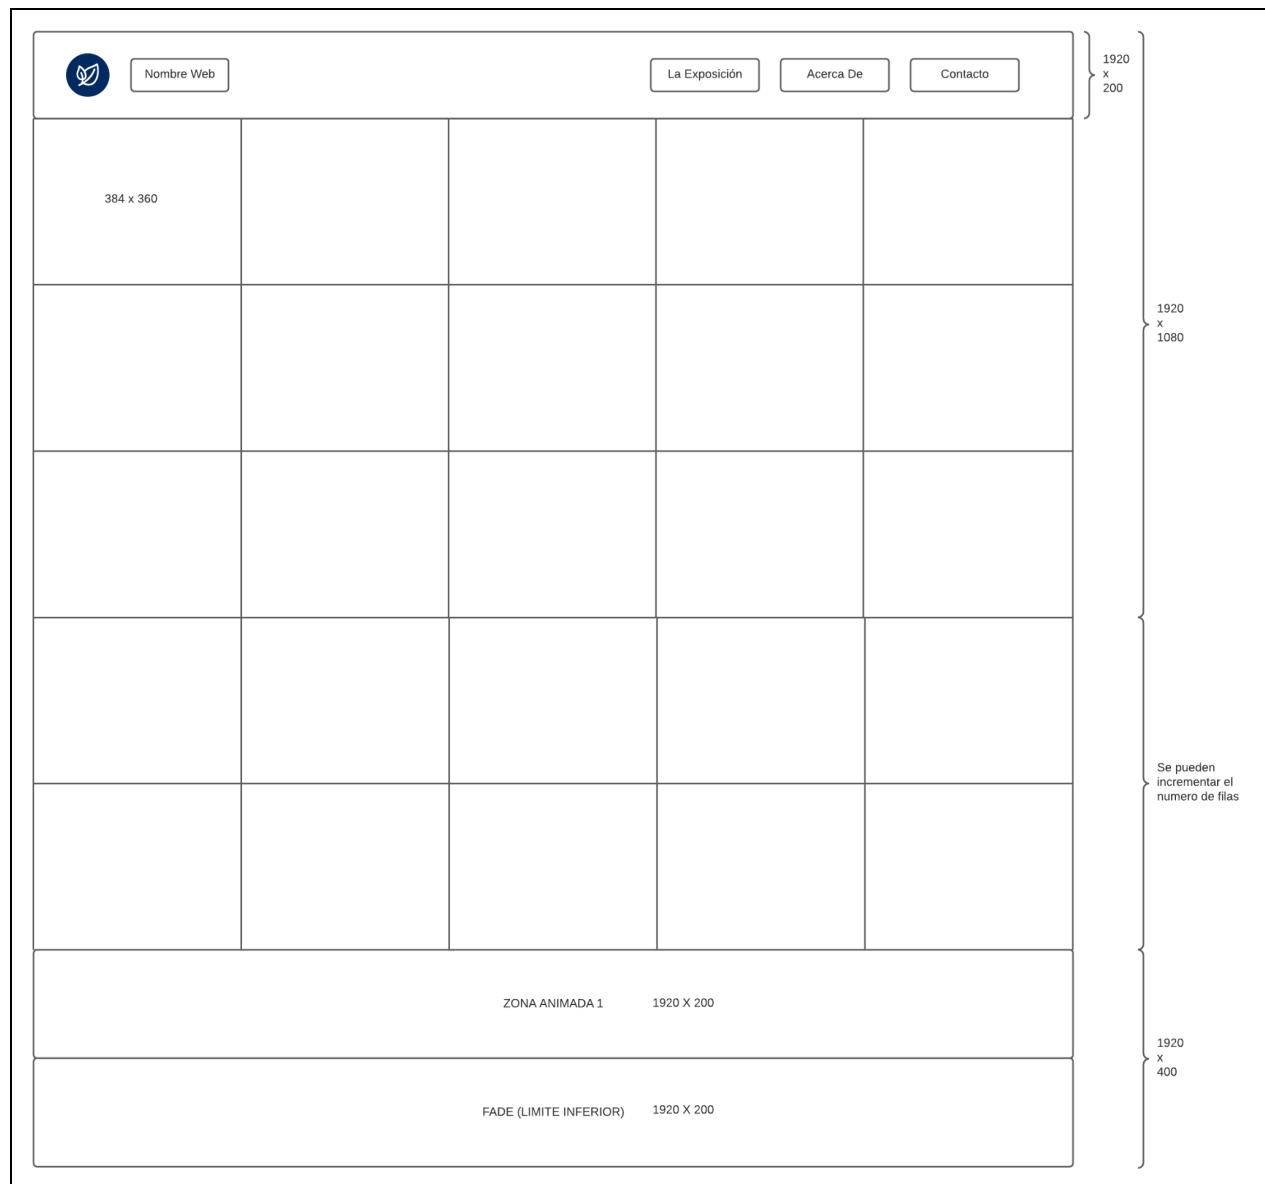 Nombre Web
La Exposición
Acerca De
Contacto
1920
x
200
384 x 360
1920
x
1080
Se pueden
incrementar el
numero de filas
ZONA ANIMADA 1
1920 X 200
1920
x
400
FADE (LIMITE INFERIOR)
1920 X 200